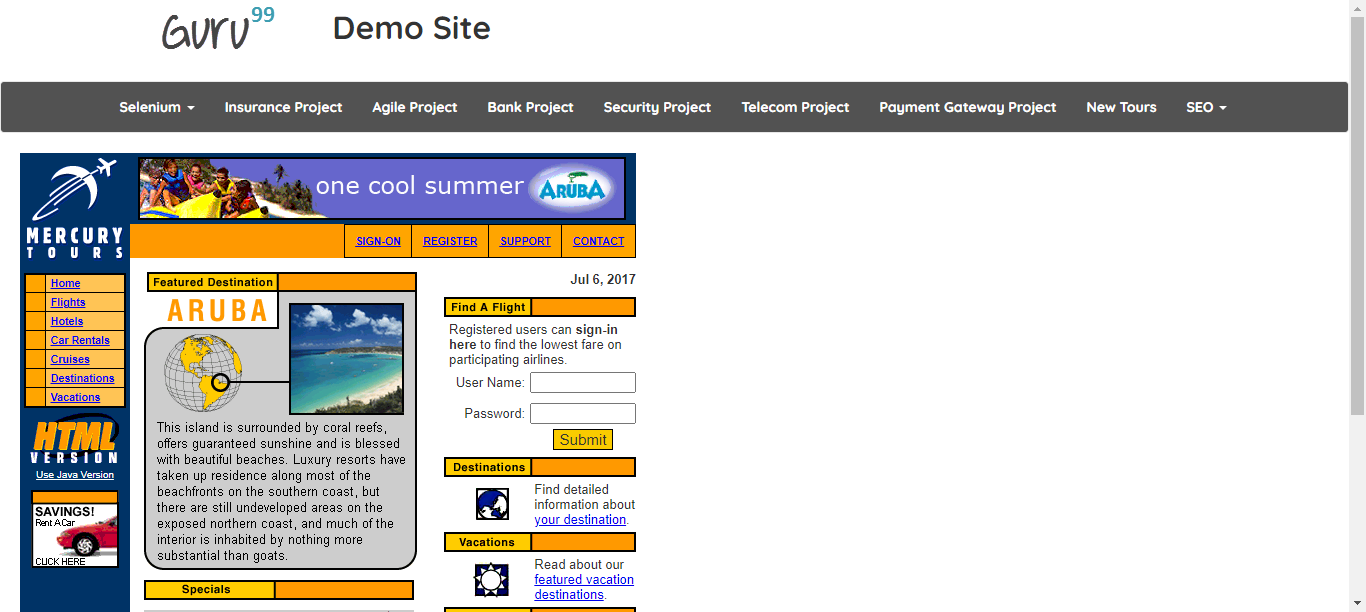 Guru99
Demo Site
Selenium
Insurance Project
Agile Project
Bank Project
Security Project
Telecom Project
Payment Gateway Project
New Tours
SEO
one cool summer
ARUBA
MERCURY
TOURS
SIGN-ON
REGISTER
SUPPORT
CONTACT
Home
Flights
Hotels
Car Rentals
Cruises
Destinations
Vacations
HTML
VERSION
Use Java Version
SAVINGS!
Rent A Car
CLICK HERE
Featured Destination
ARUBA
This island is surrounded by coral reefs,
offers guaranteed sunshine and is blessed
with beautiful beaches. Luxury resorts have
taken up residence along most of the
beachfronts on the southern coast, but
there are still undeveloped areas on the
exposed northern coast, and much of the
interior is inhabited by nothing more
substantial than goats.
Specials
Jul 6, 2017
Find A Flight
Registered users can sign-in
here to find the lowest fare on
participating airlines.
User Name:
Password:
Submit
Destinations
Find detailed
information about
your destination.
Vacations
Read about our
featured vacation
destinations.